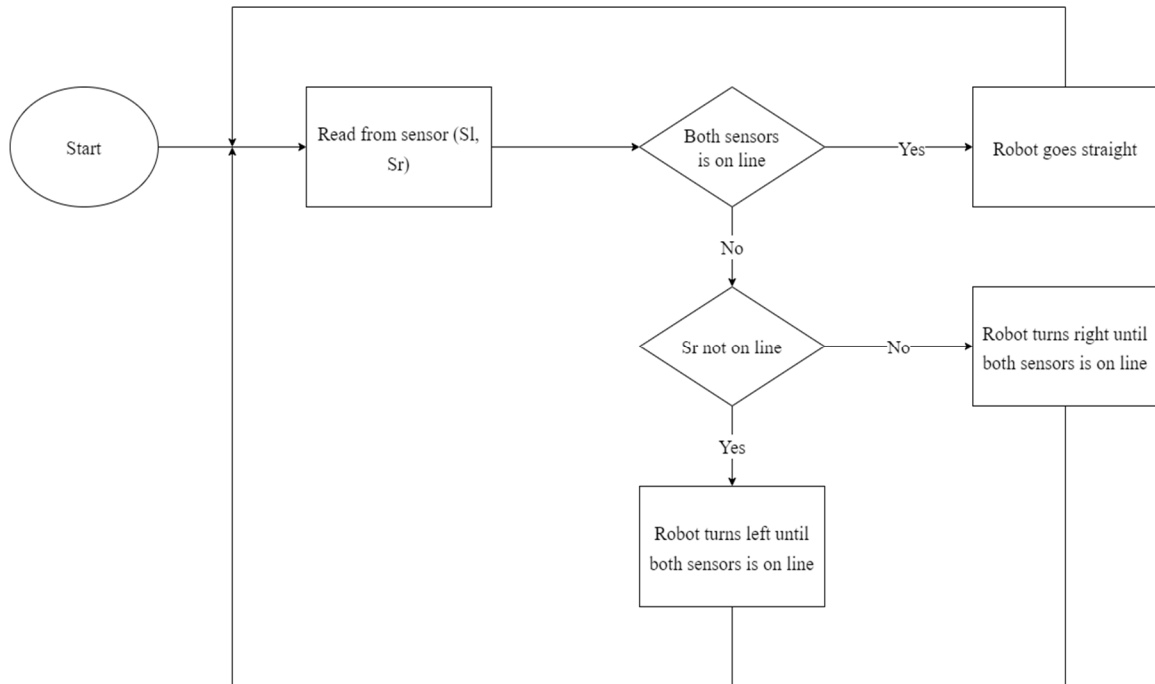 Start
Read from sensor (Sl,
Sr)
Both sensors
is on line
Yes
Robot goes straight
No
Sr not on line
No
Robot turns right until
both sensors is on line
Yes
Robot turns left until
both sensors is on line